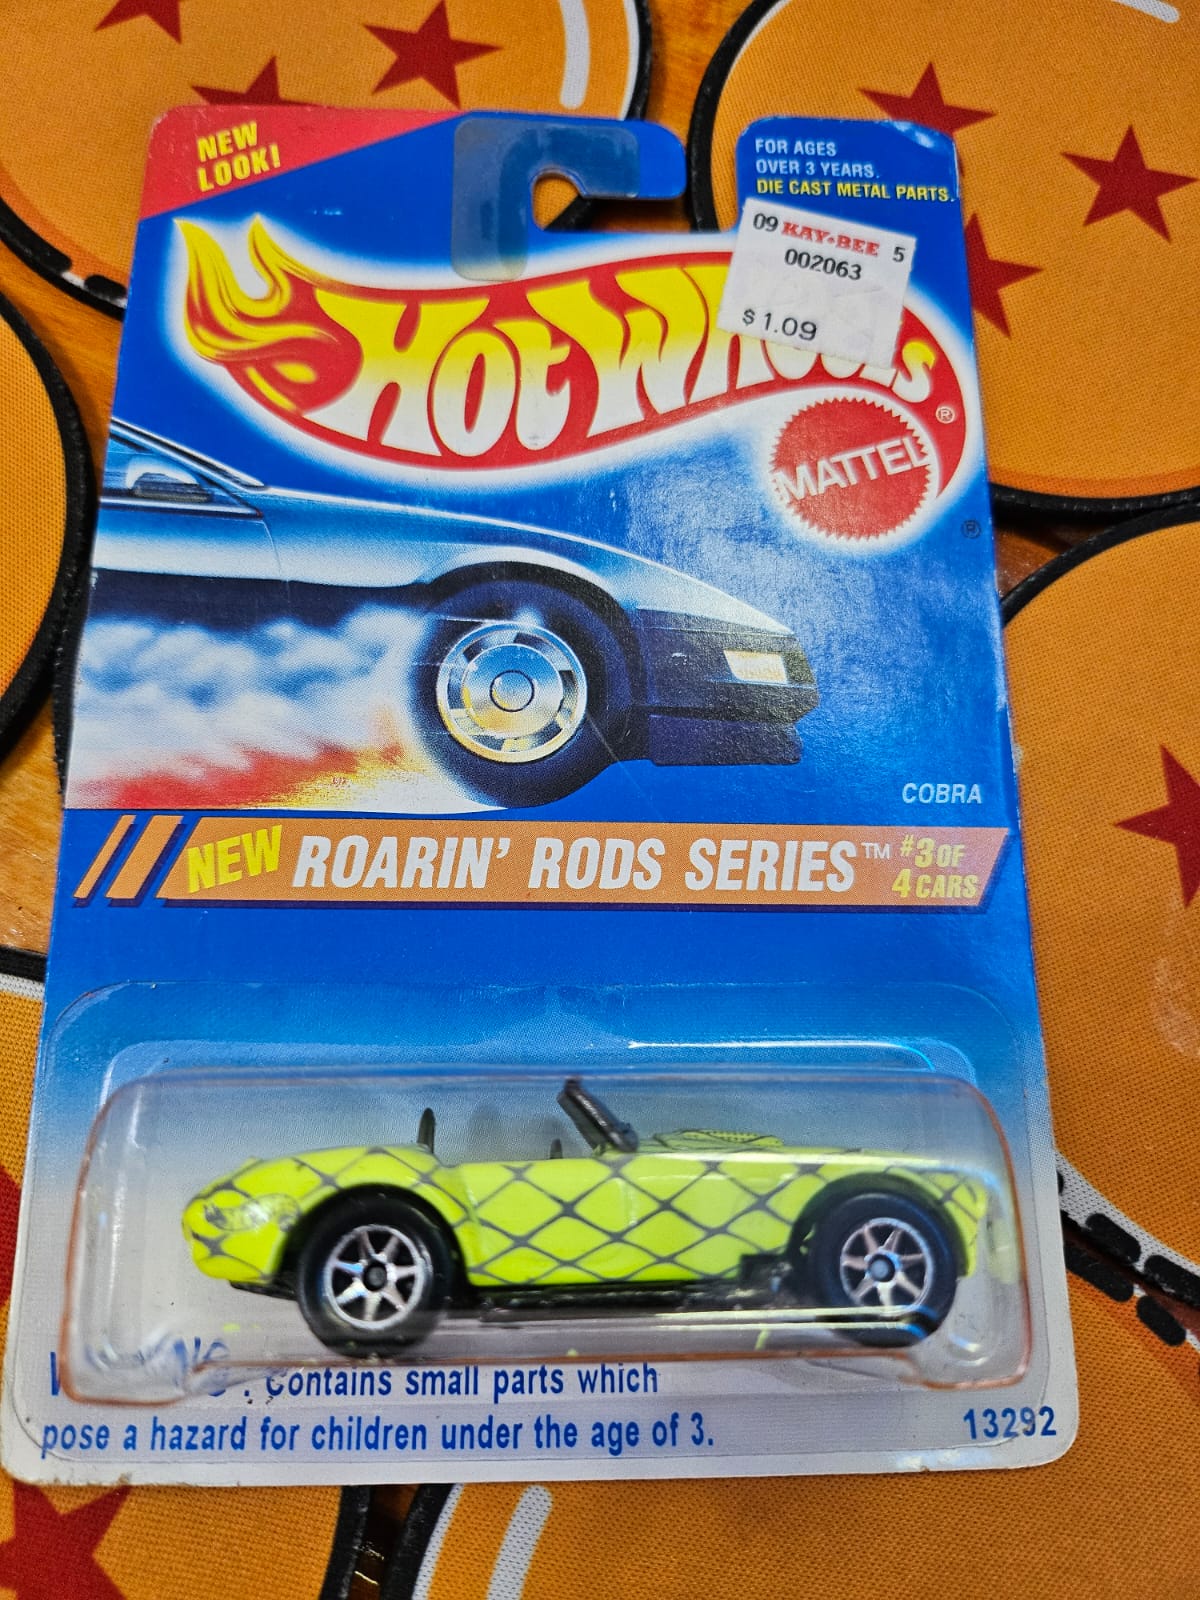 NEW
LOOK!
FOR AGES
OVER 3 YEARS.
DIE CAST METAL PARTS.
09 KAY•BEE 5
002063
$1.09
HOT WHEELS ®
MATTEL
®
COBRA
NEW ROARIN' RODS SERIES™ #3 OF
4 CARS
WARNING: Contains small parts which
pose a hazard for children under the age of 3.
13292